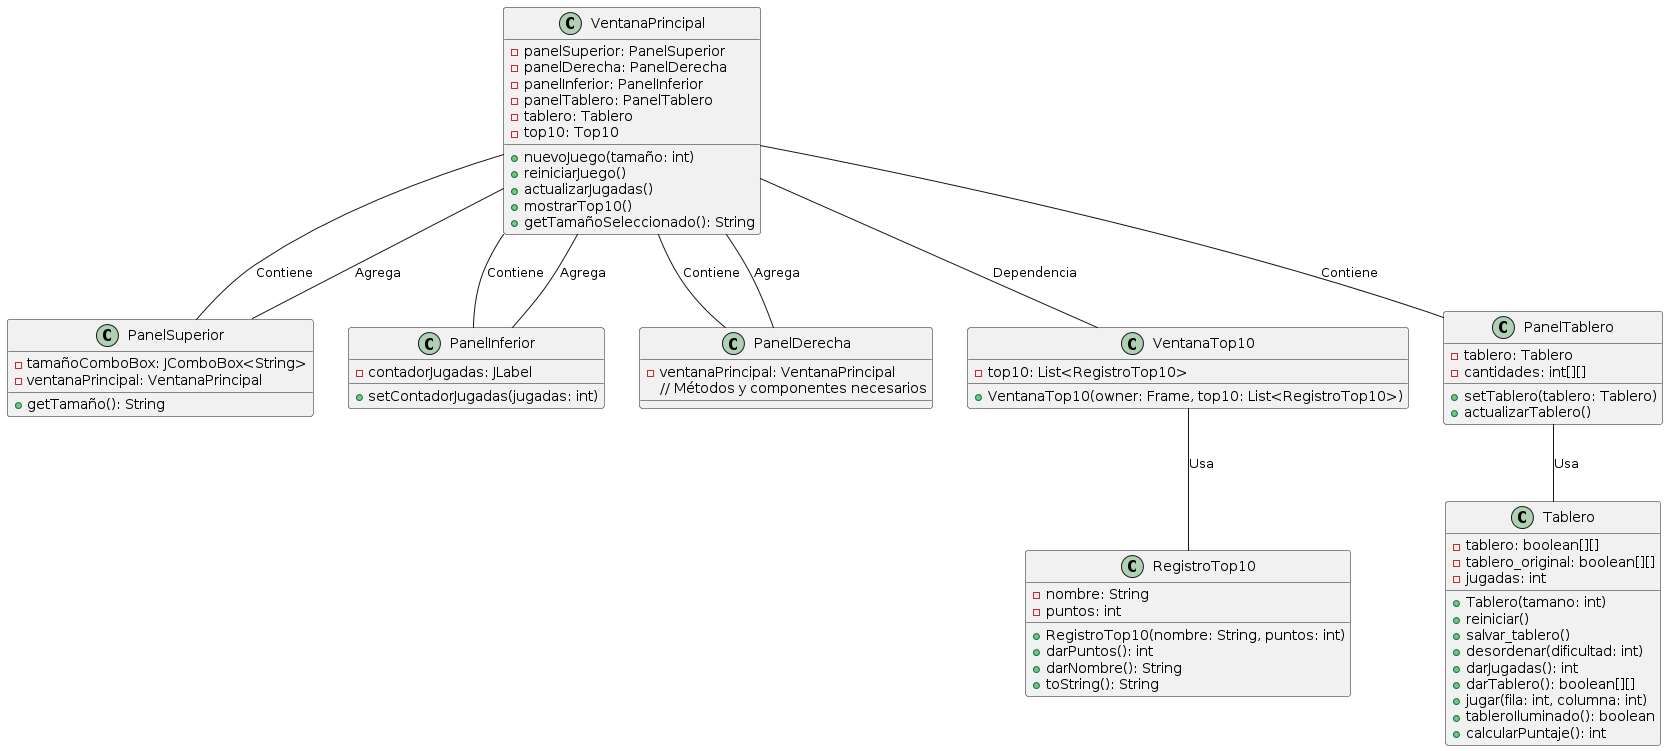 C VentanaPrincipal
panelSuperior: PanelSuperior
panelDerecha: PanelDerecha
panelInferior: PanelInferior
panelTablero: PanelTablero
tablero: Tablero
top10: Top10
nuevoJuego(tamaño: int)
reiniciarJuego()
actualizarJugadas()
mostrarTop10()
getTamañoSeleccionado(): String
Contiene
Agrega
Contiene
Agrega
Contiene
Agrega
Dependencia
Contiene
C PanelSuperior
tamañoComboBox: JComboBox<String>
ventanaPrincipal: VentanaPrincipal
getTamaño(): String
C PanelInferior
contadorJugadas: JLabel
setContadorJugadas(jugadas: int)
C PanelDerecha
ventanaPrincipal: VentanaPrincipal
// Métodos y componentes necesarios
C VentanaTop10
top10: List<RegistroTop10>
VentanaTop10(owner: Frame, top10: List<RegistroTop10>)
C PanelTablero
tablero: Tablero
cantidades: int[][]
setTablero(tablero: Tablero)
actualizarTablero()
Usa
Usa
C RegistroTop10
nombre: String
puntos: int
RegistroTop10(nombre: String, puntos: int)
darPuntos(): int
darNombre(): String
toString(): String
C Tablero
tablero: boolean[][]
tablero_original: boolean[][]
jugadas: int
Tablero(tamano: int)
reiniciar()
salvar_tablero()
desordenar(dificultad: int)
darJugadas(): int
darTablero(): boolean[][]
jugar(fila: int, columna: int)
tableroIluminado(): boolean
calcularPuntaje(): int